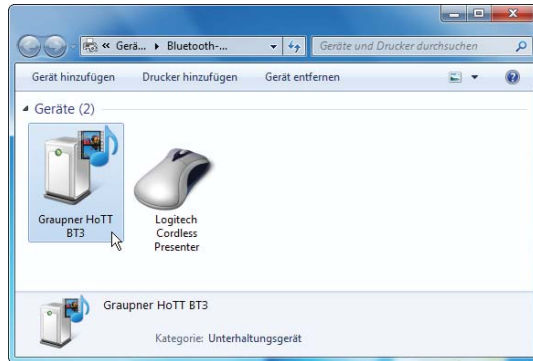 « Gerä... Bluetooth-...
Geräte und Drucker durchsuchen
Gerät hinzufügen Drucker hinzufügen Gerät entfernen
Geräte (2)
Graupner HoTT
BT3
Logitech
Cordless
Presenter
Graupner HoTT BT3
Kategorie: Unterhaltungsgerät